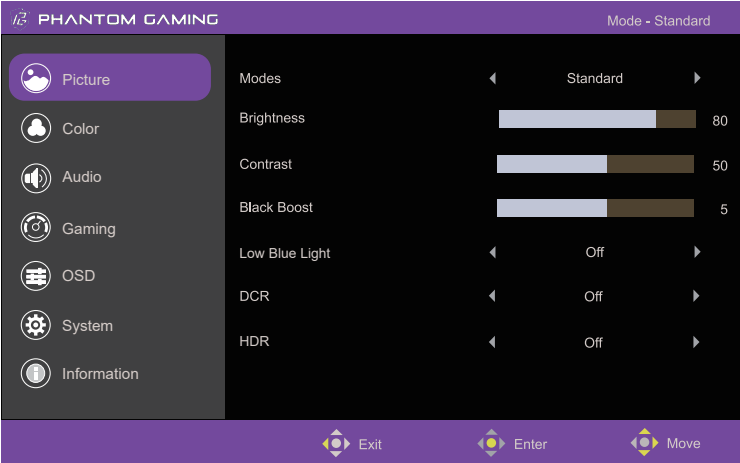 PHANTOM GAMING
Mode - Standard
Picture
Color
Audio
Gaming
OSD
System
Information
Modes Standard
Brightness 80
Contrast 50
Black Boost 5
Low Blue Light Off
DCR Off
HDR Off
Exit Enter Move